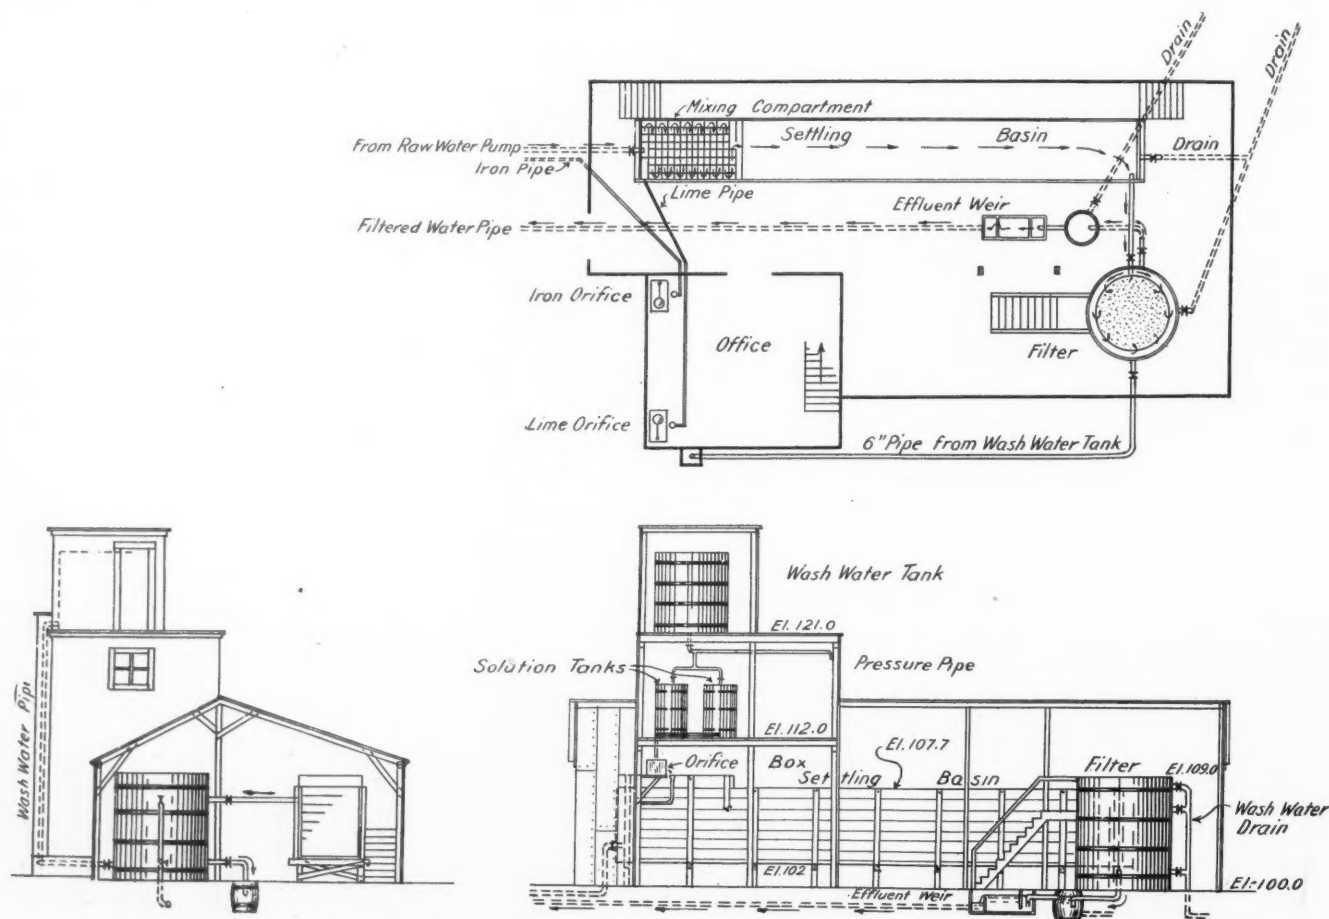 Drain
Drain
Mixing Compartment
Settling Basin
From Raw Water Pump
Drain
Iron Pipe
Lime Pipe
Effluent Weir
Filtered Water Pipe
Iron Orifice
Office
Filter
Lime Orifice
6" Pipe from Wash Water Tank
Wash Water Tank
El. 121.0
Solution Tanks
Pressure Pipe
Wash Water Pipe
El. 112.0
El. 107.7
Orifice Box
Settling Basin
Filter
El. 109.0
Wash Water
Drain
El. 102
El. 100.0
Effluent Weir